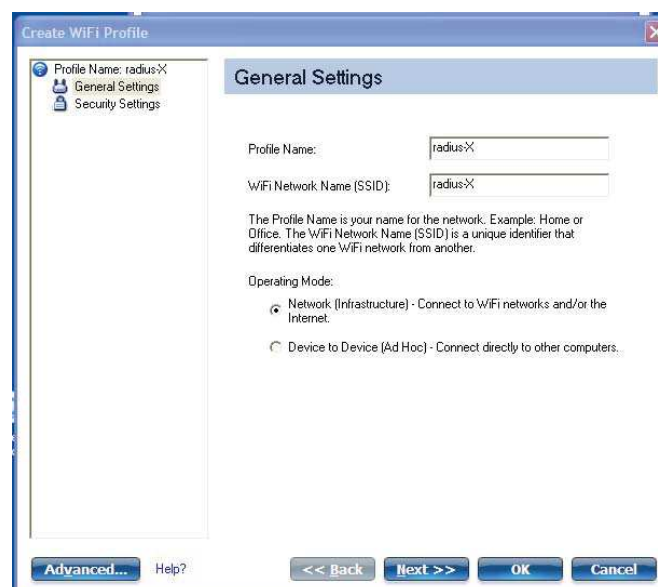 Create WiFi Profile
Profile Name: radius-X
General Settings
Security Settings
General Settings
Profile Name:
radius-X
WiFi Network Name (SSID):
radius-X
The Profile Name is your name for the network. Example: Home or
Office. The WiFi Network Name (SSID) is a unique identifier that
differentiates one WiFi network from another.
Operating Mode:
Network (Infrastructure) - Connect to WiFi networks and/or the
Internet.
Device to Device (Ad Hoc) - Connect directly to other computers.
Advanced...
Help?
<< Back
Next >>
OK
Cancel